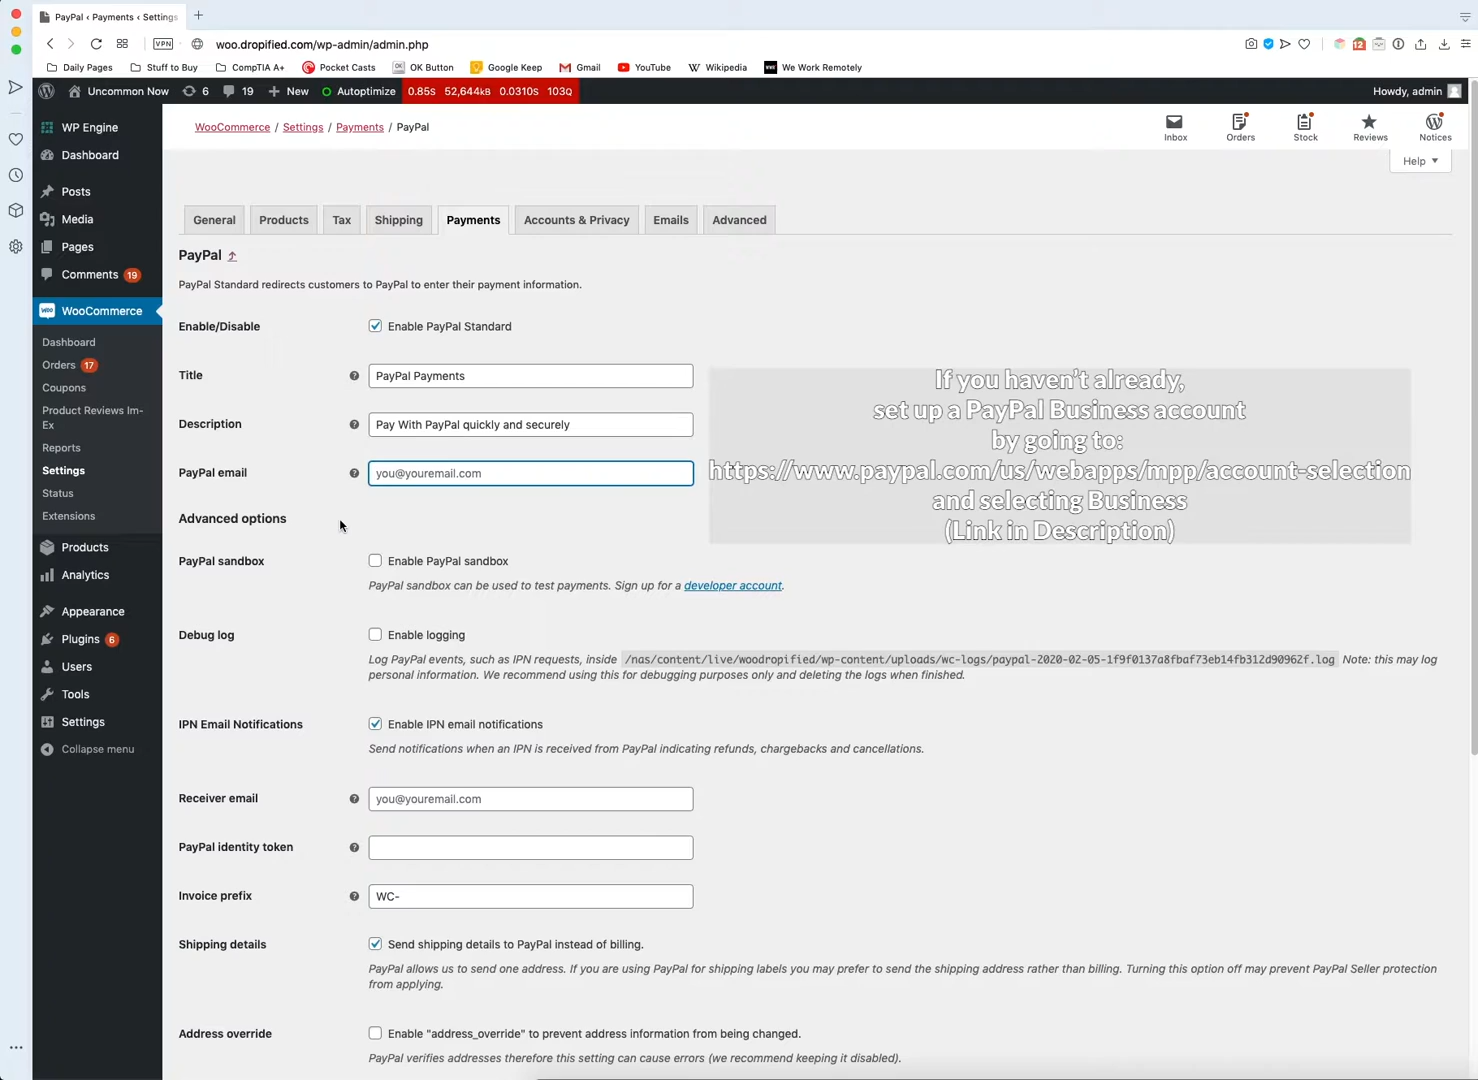 PayPal ‹ Payments ‹ Settings
VPN
woo.dropified.com/wp-admin/admin.php
12
Daily Pages
Stuff to Buy
CompTIA A+
Pocket Casts
OK
OK Button
Google Keep
Gmail
YouTube
Wikipedia
We Work Remotely
Uncommon Now
6
19
New
Autoptimize
0.85s 52,644kB 0.0310s 103Q
Howdy, admin
WP Engine
Dashboard
Posts
Media
Pages
Comments 19
WooCommerce
Dashboard
Orders 17
Coupons
Product Reviews Im-
Ex
Reports
Settings
Status
Extensions
Products
Analytics
Appearance
Plugins 6
Users
Tools
Settings
Collapse menu
WooCommerce / Settings / Payments / PayPal
Inbox
Orders
Stock
Reviews
Notices
Help
General
Products
Tax
Shipping
Payments
Accounts & Privacy
Emails
Advanced
PayPal
PayPal Standard redirects customers to PayPal to enter their payment information.
Enable/Disable
Enable PayPal Standard
Title
PayPal Payments
Description
Pay With PayPal quickly and securely
PayPal email
you@youremail.com
If you haven't already,
set up a PayPal Business account
by going to:
https://www.paypal.com/us/webapps/mpp/account-selection
and selecting Business
(Link in Description)
Advanced options
PayPal sandbox
Enable PayPal sandbox
PayPal sandbox can be used to test payments. Sign up for a developer account.
Debug log
Enable logging
Log PayPal events, such as IPN requests, inside /nas/content/live/woodropified/wp-content/uploads/wc-logs/paypal-2020-02-05-1f9f0137a8fbaf73eb14fb312d90962f.log Note: this may log
personal information. We recommend using this for debugging purposes only and deleting the logs when finished.
IPN Email Notifications
Enable IPN email notifications
Send notifications when an IPN is received from PayPal indicating refunds, chargebacks and cancellations.
Receiver email
you@youremail.com
PayPal identity token
Invoice prefix
WC-
Shipping details
Send shipping details to PayPal instead of billing.
PayPal allows us to send one address. If you are using PayPal for shipping labels you may prefer to send the shipping address rather than billing. Turning this option off may prevent PayPal Seller protection
from applying.
Address override
Enable "address_override" to prevent address information from being changed.
PayPal verifies addresses therefore this setting can cause errors (we recommend keeping it disabled).